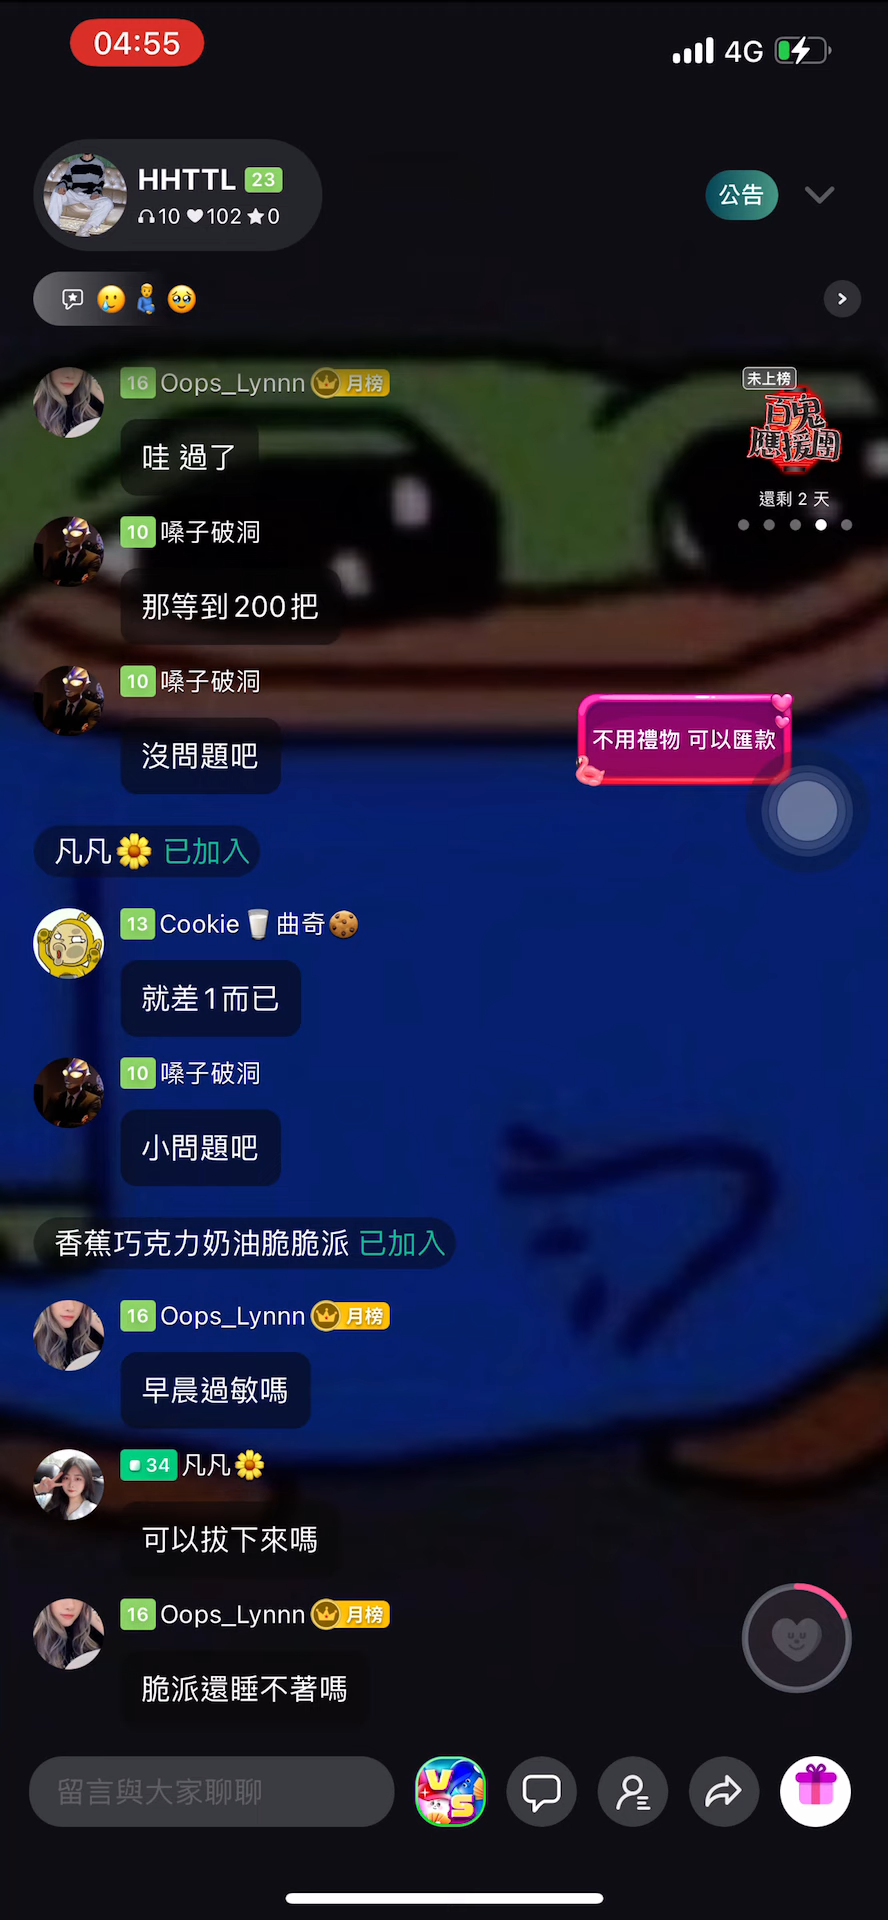 04:55
4G
HHTTL 23
10 102 0
公告
16 Oops_Lynnn 月榜
哇 過了
未上榜
百鬼
應援團
還剩 2 天
10 嗓子破洞
那等到200把
10 嗓子破洞
沒問題吧
不用禮物 可以匯款
凡凡🌼 已加入
13 Cookie🥛曲奇🍪
就差1而已
10 嗓子破洞
小問題吧
香蕉巧克力奶油脆脆派 已加入
16 Oops_Lynnn 月榜
早晨過敏嗎
34 凡凡🌼
可以拔下來嗎
16 Oops_Lynnn 月榜
脆派還睡不著嗎
留言與大家聊聊
VS